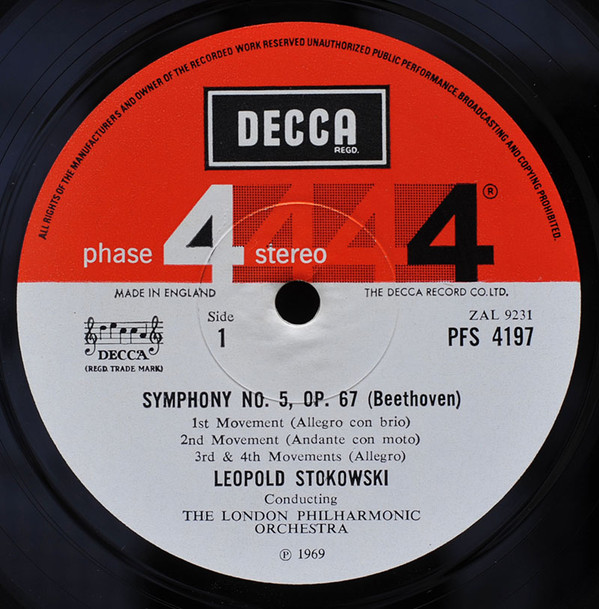 ALL RIGHTS OF THE MANUFACTURERS AND OWNER OF THE RECORDED WORK RESERVED UNAUTHORIZED PUBLIC PERFORMANCE, BROADCASTING AND COPYING PROHIBITED.
DECCA
REGD.
phase 4 stereo 4 4 4 ®
MADE IN ENGLAND THE DECCA RECORD CO. LTD.
Side ZAL 9231
1 PFS 4197
DECCA
(REGD. TRADE MARK)
SYMPHONY NO. 5, OP. 67 (Beethoven)
1st Movement (Allegro con brio)
2nd Movement (Andante con moto)
3rd & 4th Movements (Allegro)
LEOPOLD STOKOWSKI
Conducting
THE LONDON PHILHARMONIC
ORCHESTRA
℗ 1969